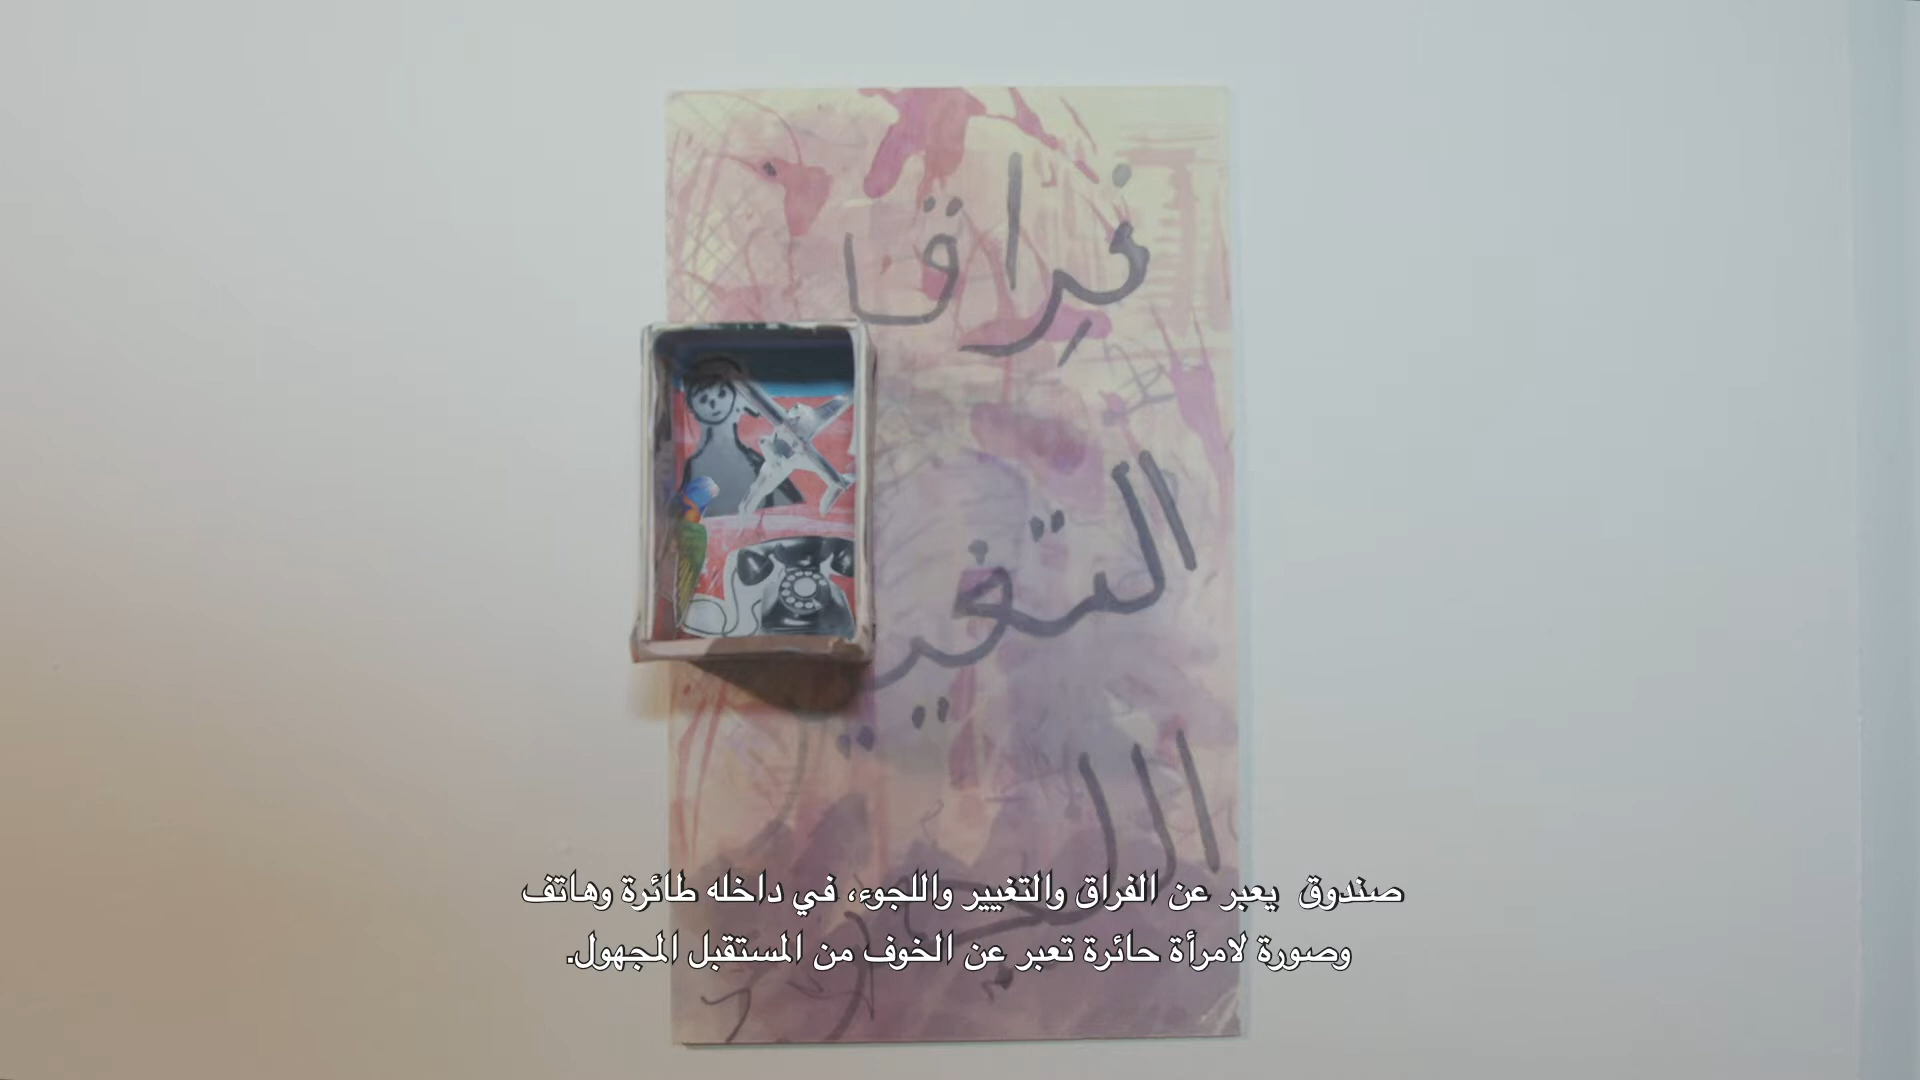 فراق
التغيير
اللجوء
صندوق يعبر عن الفراق والتغيير واللجوء، في داخله طائرة وهاتف
وصورة لامرأة حائرة تعبر عن الخوف من المستقبل المجهول.